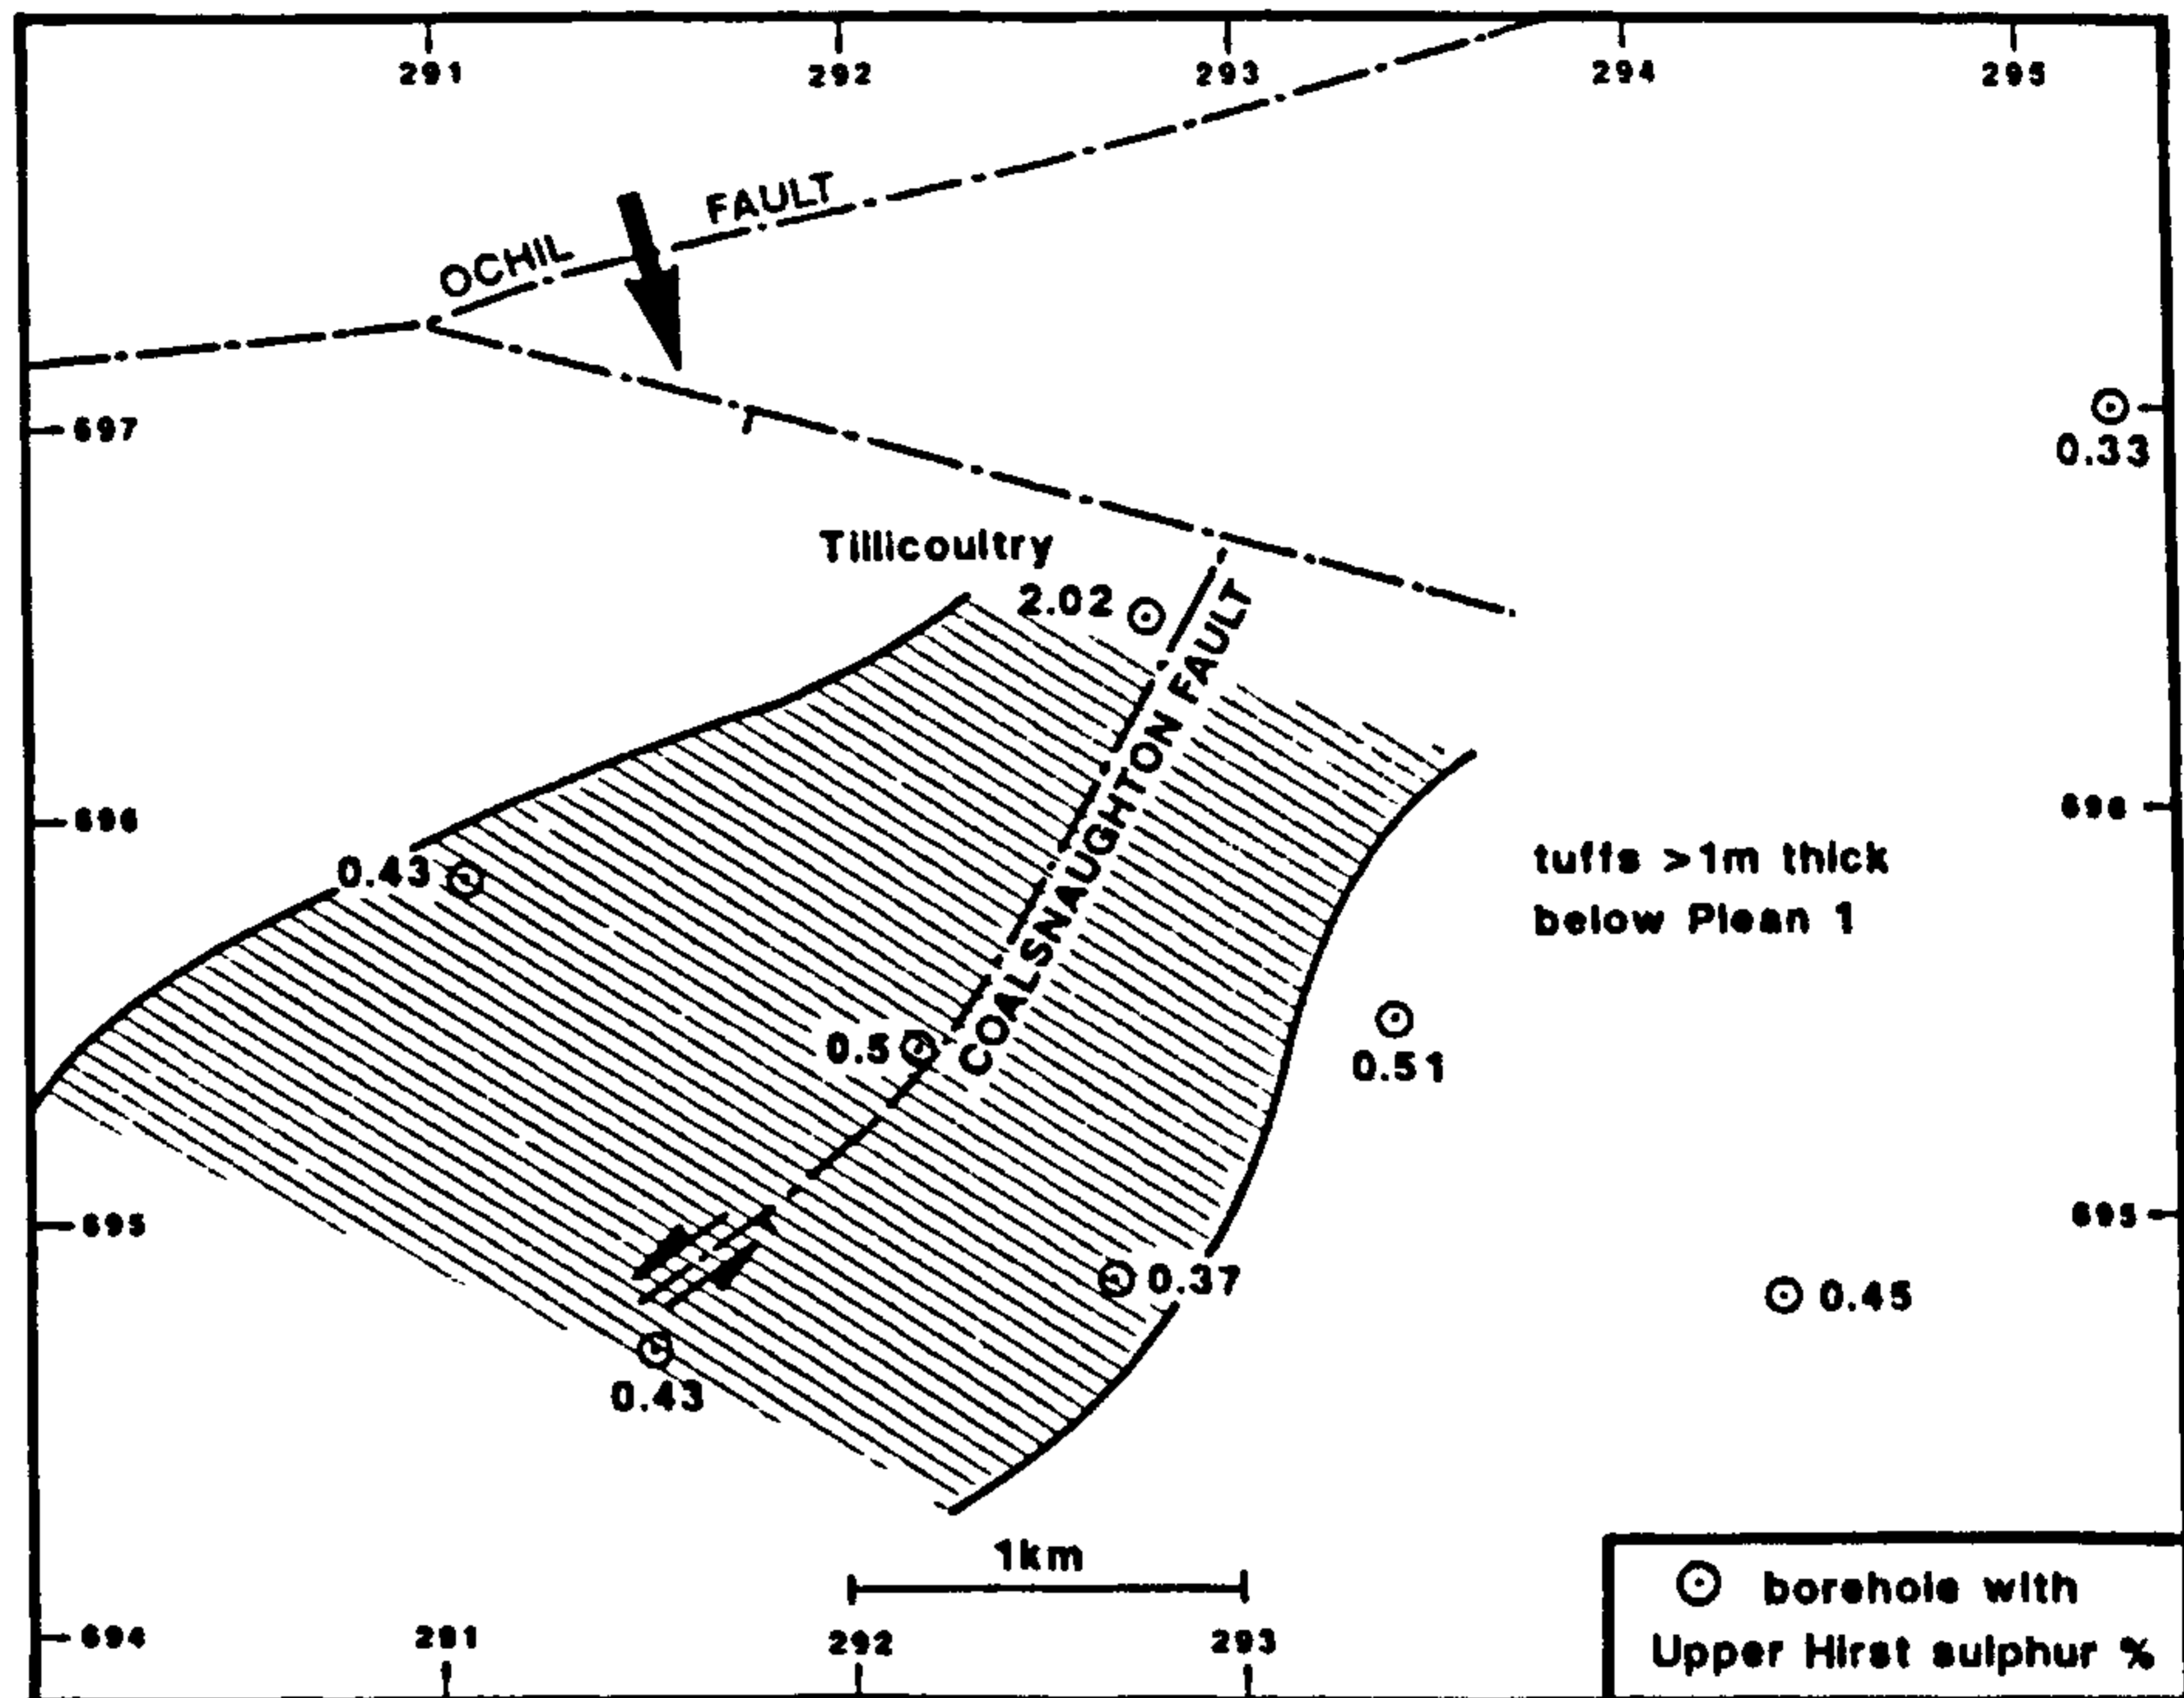 291 292 293 294 295
OCHIL FAULT
697
0.33
Tillicoultry
2.02
COALSNAUGHTON FAULT
696
696
0.43
tuffs >1m thick
below Plean 1
0.5
0.51
695
695
0.37
0.45
0.43
1km
694
291 292 293
borehole with
Upper Hirst sulphur %